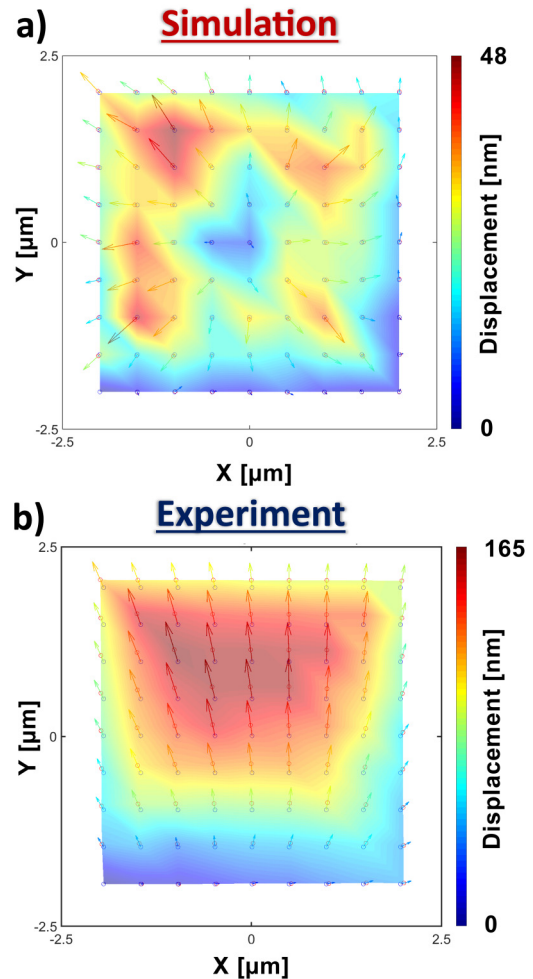 a)
Simulation
2.5
0
-2.5
Y [µm]
-2.5
0
2.5
X [µm]
48
Displacement [nm]
0
b)
Experiment
2.5
0
-2.5
Y [µm]
-2.5
0
2.5
X [µm]
165
Displacement [nm]
0